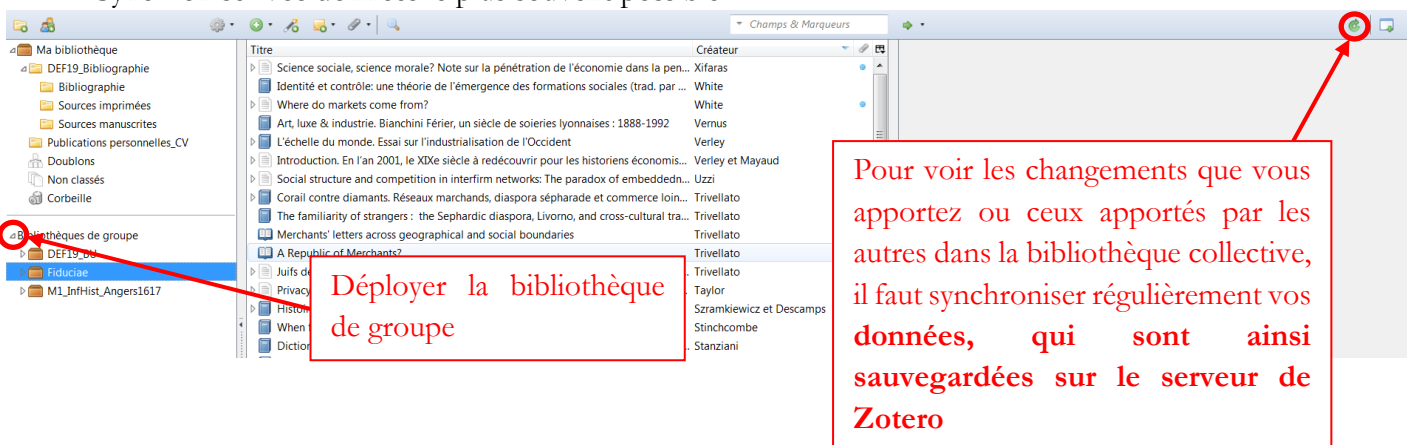 Champs & Marqueurs
Ma bibliothèque
DEF19_Bibliographie
Bibliographie
Sources imprimées
Sources manuscrites
Publications personnelles_CV
Doublons
Non classés
Corbeille
Bibliothèques de groupe
DEF19_BU
Fiduciae
M1_InfHist_Angers1617
Titre Créateur
Science sociale, science morale? Note sur la pénétration de l'économie dans la pen... Xifaras
Identité et contrôle: une théorie de l'émergence des formations sociales (trad. par ... White
Where do markets come from? White
Art, luxe & industrie. Bianchini Férier, un siècle de soieries lyonnaises : 1888-1992 Vernus
L'échelle du monde. Essai sur l'industrialisation de l'Occident Verley
Introduction. En l'an 2001, le XIXe siècle à redécouvrir pour les historiens économis... Verley et Mayaud
Social structure and competition in interfirm networks: The paradox of embeddedn... Uzzi
Corail contre diamants. Réseaux marchands, diaspora sépharade et commerce loin... Trivellato
The familiarity of strangers : the Sephardic diaspora, Livorno, and cross-cultural tra... Trivellato
Merchants' letters across geographical and social boundaries Trivellato
A Republic of Merchants? Trivellato
Juifs de Trivellato
Privacy Taylor
Szramkiewicz et Descamps
When Stinchcombe
Stanziani
Déployer la bibliothèque
de groupe
Pour voir les changements que vous
apportez ou ceux apportés par les
autres dans la bibliothèque collective,
il faut synchroniser régulièrement vos
données, qui sont ainsi
sauvegardées sur le serveur de
Zotero